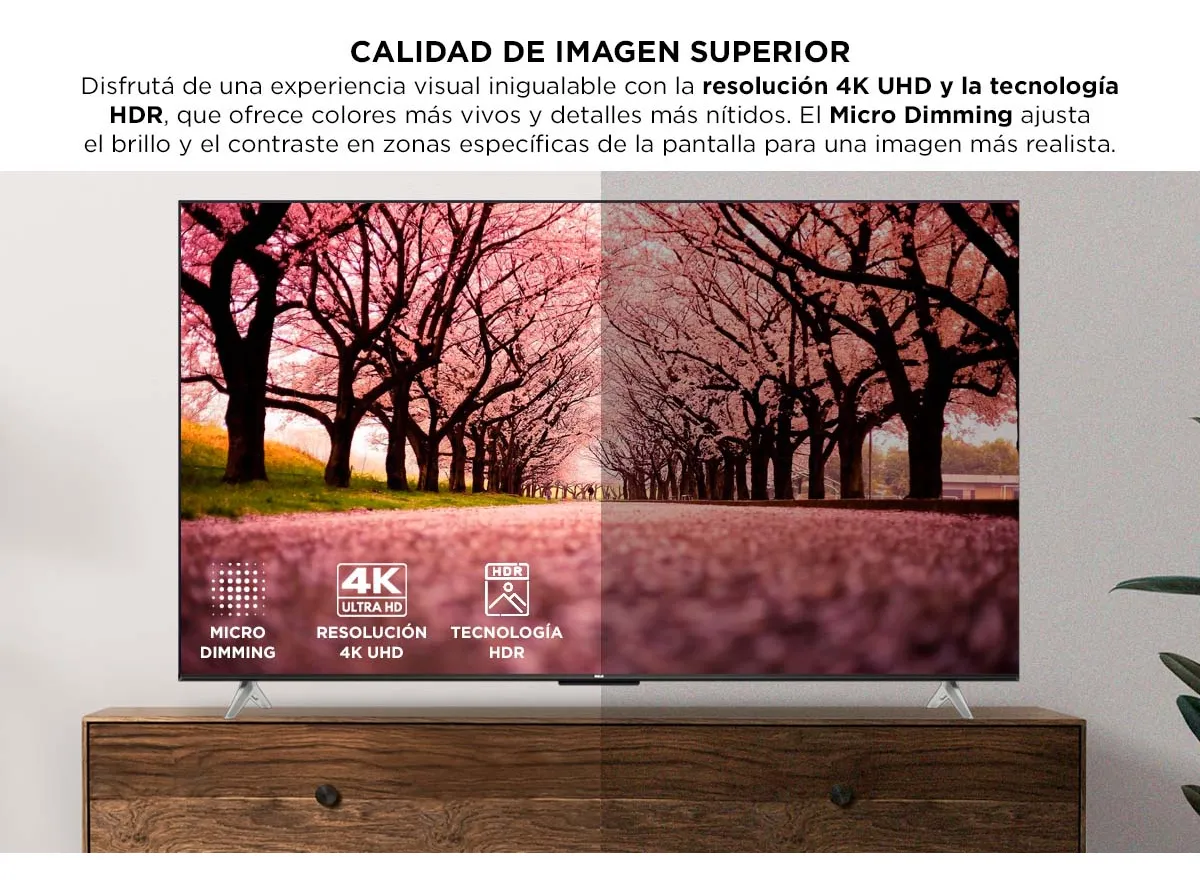 CALIDAD DE IMAGEN SUPERIOR
Disfrutá de una experiencia visual inigualable con la resolución 4K UHD y la tecnología
HDR, que ofrece colores más vivos y detalles más nítidos. El Micro Dimming ajusta
el brillo y el contraste en zonas específicas de la pantalla para una imagen más realista.
4K
ULTRA HD
HDR
MICRO
DIMMING
RESOLUCIÓN
4K UHD
TECNOLOGÍA
HDR
RCA